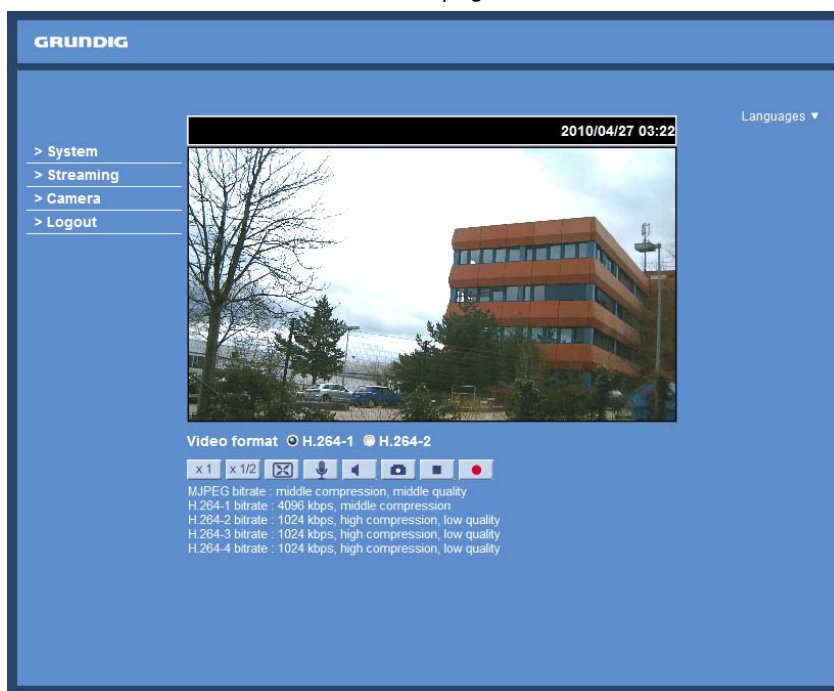 GRUNDIG
Languages ▼
2010/04/27 03:22
> System
> Streaming
> Camera
> Logout
Video format H.264-1 H.264-2
x 1 x 1/2
MJPEG bitrate : middle compression, middle quality
H.264-1 bitrate : 4096 kbps, middle compression
H.264-2 bitrate : 1024 kbps, high compression, low quality
H.264-3 bitrate : 1024 kbps, high compression, low quality
H.264-4 bitrate : 1024 kbps, high compression, low quality